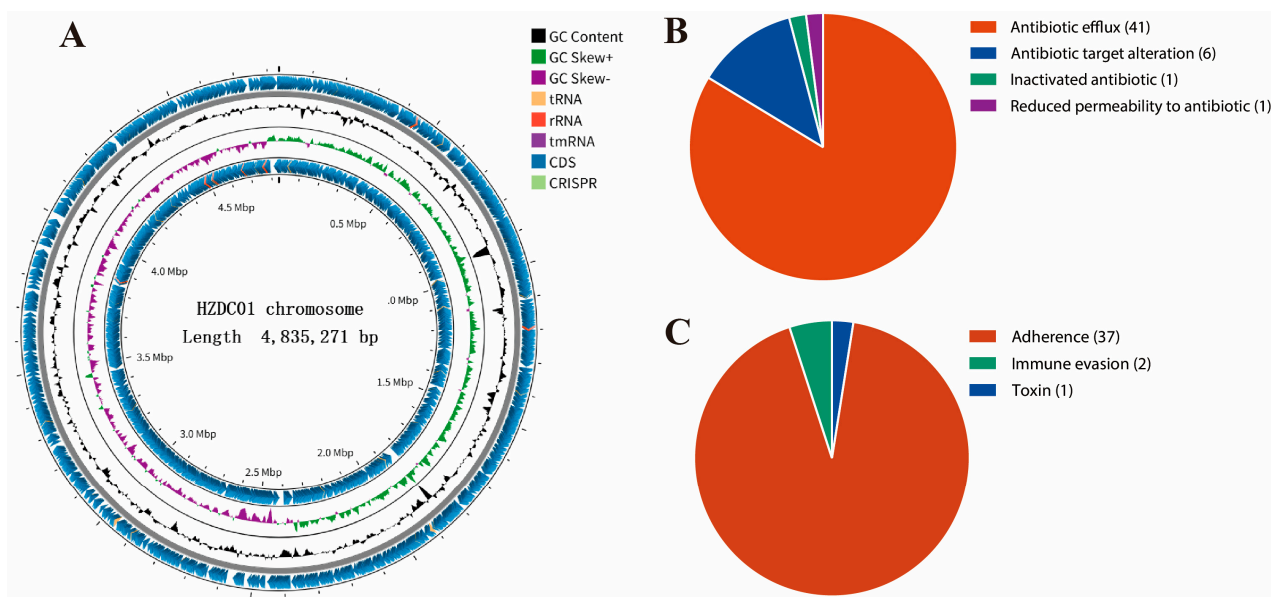 A
GC Content
GC Skew+
GC Skew-
tRNA
rRNA
tmRNA
CDS
CRISPR
4.5 Mbp
0.5 Mbp
4.0 Mbp
.0 Mbp
HZDC01 chromosome
Length 4,835,271 bp
3.5 Mbp
1.5 Mbp
3.0 Mbp
2.0 Mbp
2.5 Mbp
B
Antibiotic efflux (41)
Antibiotic target alteration (6)
Inactivated antibiotic (1)
Reduced permeability to antibiotic (1)
C
Adherence (37)
Immune evasion (2)
Toxin (1)